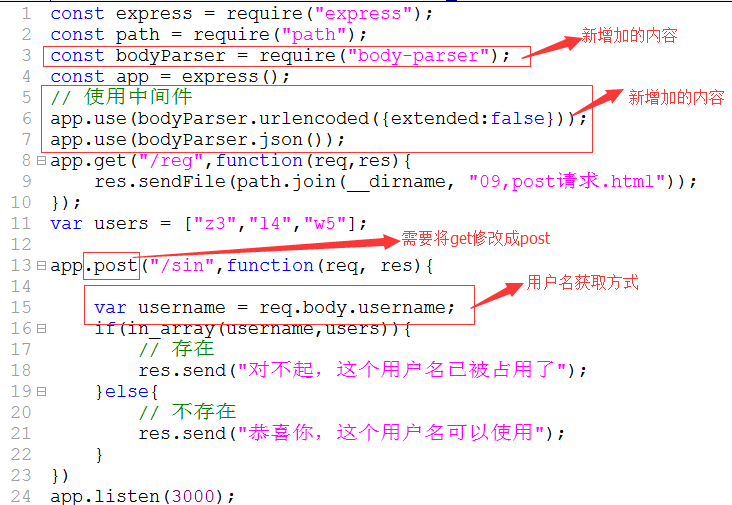 1 const express = require("express");
2 const path = require("path");
新增加的内容
3 const bodyParser = require("body-parser");
4 const app = express();
5 // 使用中间件
新增加的内容
6 app.use(bodyParser.urlencoded({extended:false}));
7 app.use(bodyParser.json());
8 app.get("/reg",function(req,res){
9 res.sendFile(path.join(__dirname, "09,post请求.html"));
10 });
11 var users = ["z3","l4","w5"];
12
需要将get修改成post
13 app.post("/sin",function(req, res){
14
用户名获取方式
15 var username = req.body.username;
16 if(in_array(username,users)){
17 // 存在
18 res.send("对不起，这个用户名已被占用了");
19 }else{
20 // 不存在
21 res.send("恭喜你，这个用户名可以使用");
22 }
23 })
24 app.listen(3000);